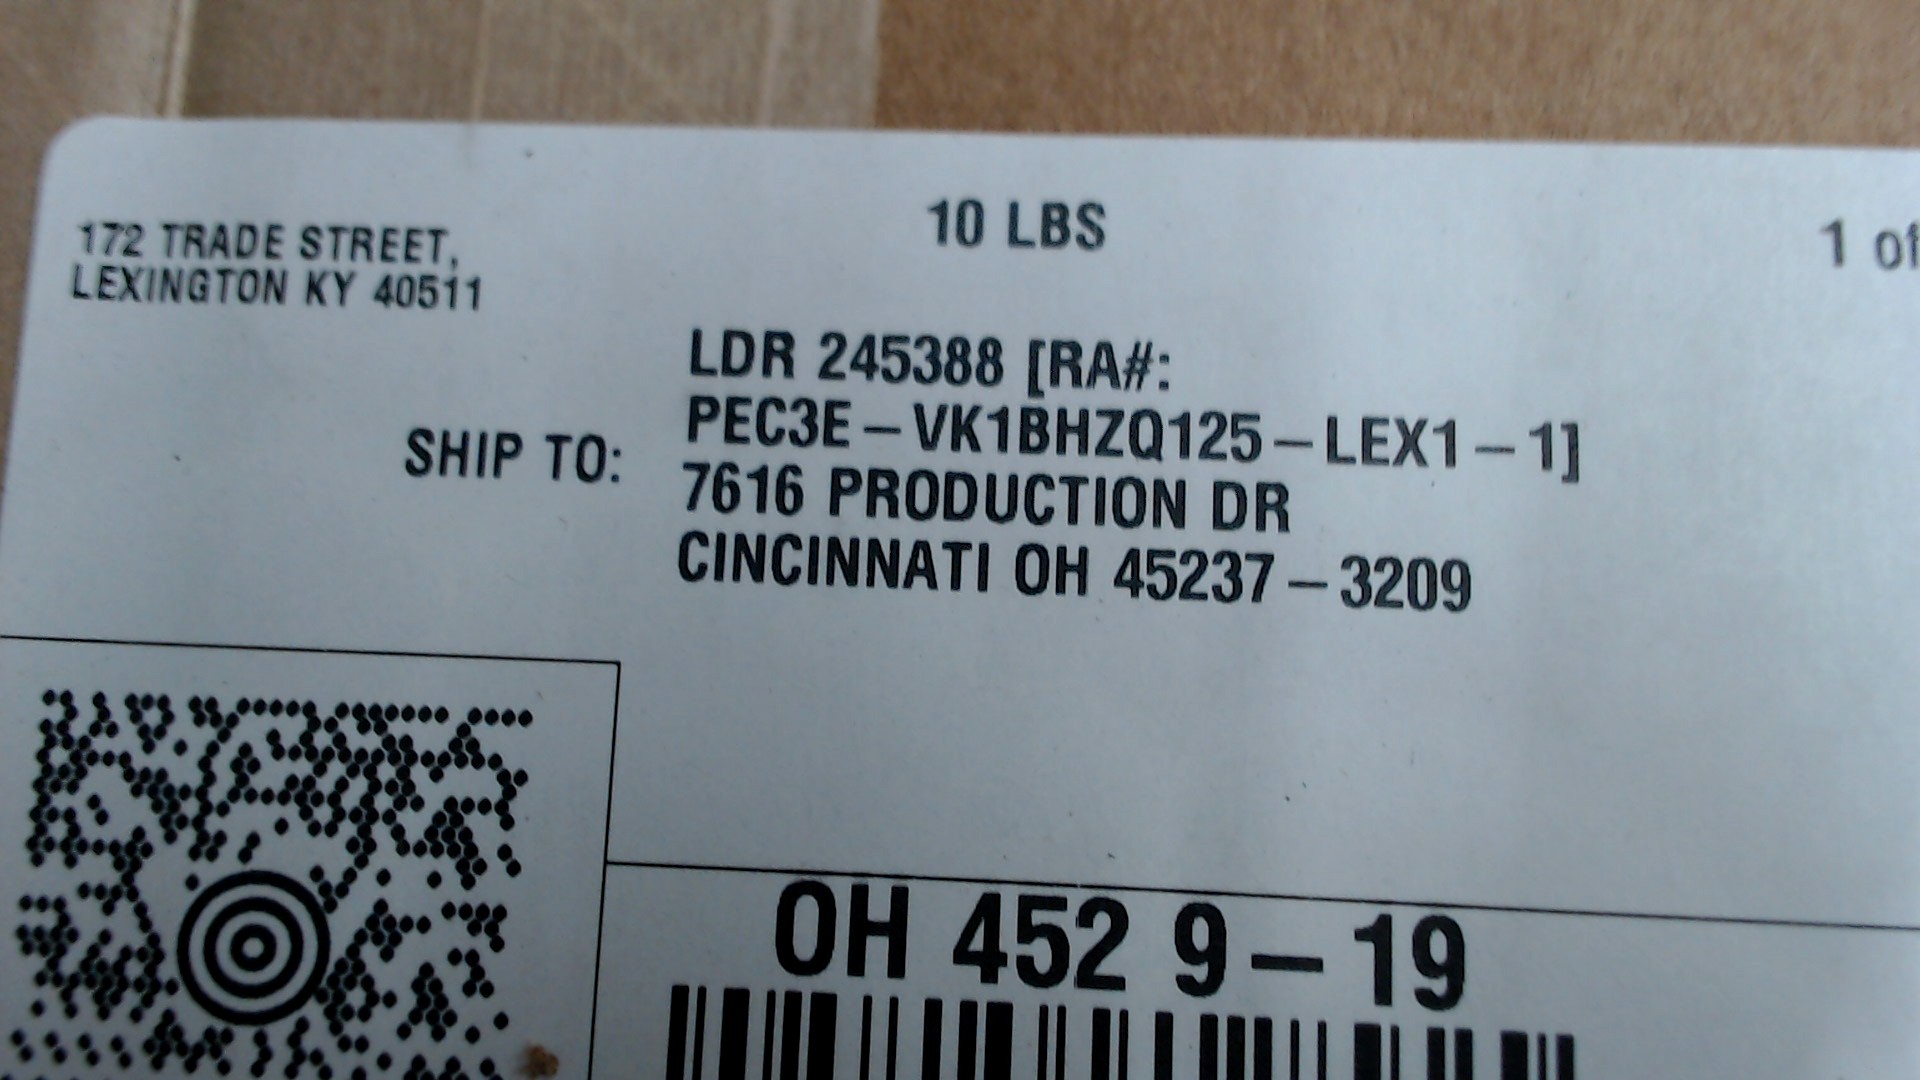 172 TRADE STREET,
LEXINGTON KY 40511
10 LBS
1 of
SHIP TO:
LDR 245388 [RA#:
PEC3E-VK1BHZQ125-LEX1-1]
7616 PRODUCTION DR
CINCINNATI OH 45237-3209
OH 452 9-19